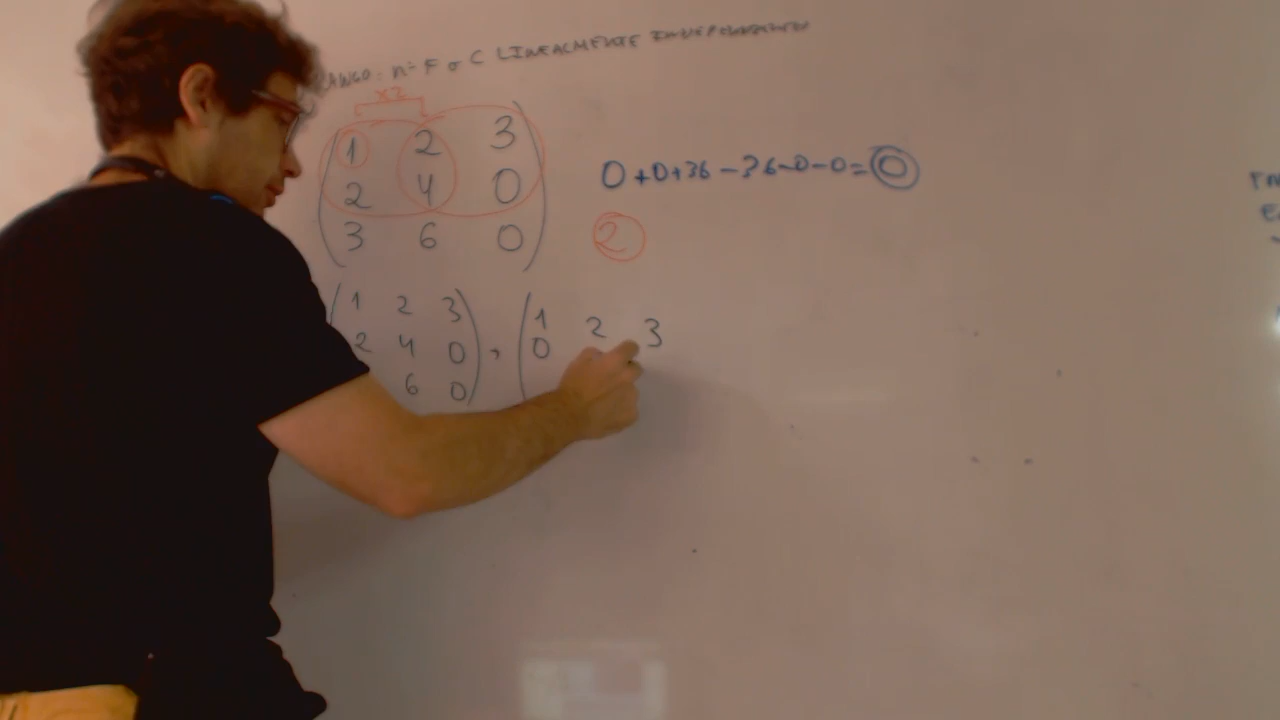 RANGO: nº F o C LINEALMENTE INDEPENDIENTES
x2
1 2 3
2 4 0
3 6 0
0+0+36-36-0-0=0
2
1 2 3
2 4 0
6 0
1 2 3
0